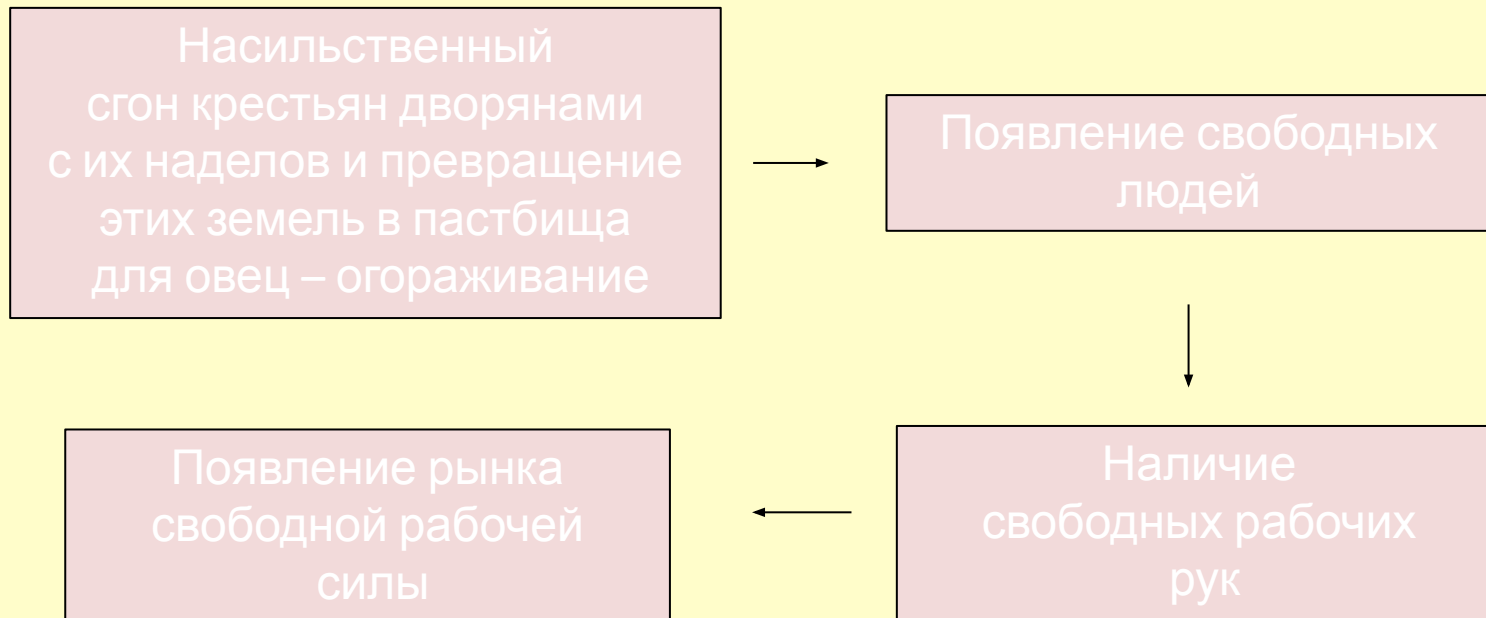 Насильственный
сгон крестьян дворянами
с их наделов и превращение
этих земель в пастбища
для овец – огораживание
Появление свободных
людей
Наличие
свободных рабочих
рук
Появление рынка
свободной рабочей
силы